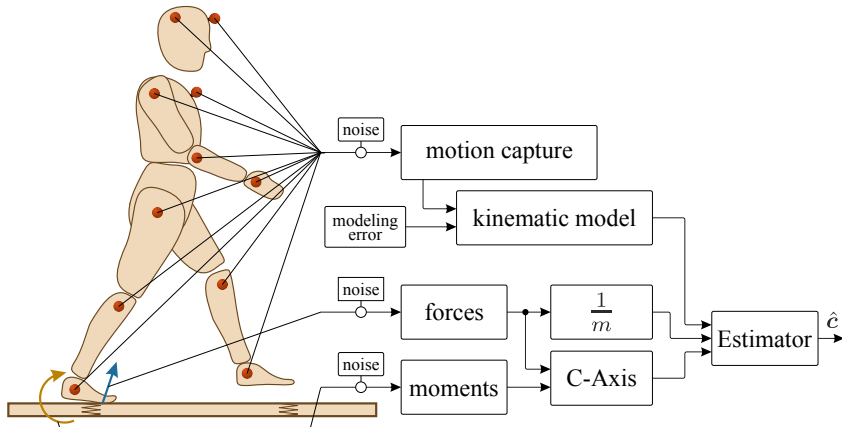 noise
motion capture
modeling
error
kinematic model
noise
forces
1
m
Estimator
ĉ
noise
moments
C-Axis